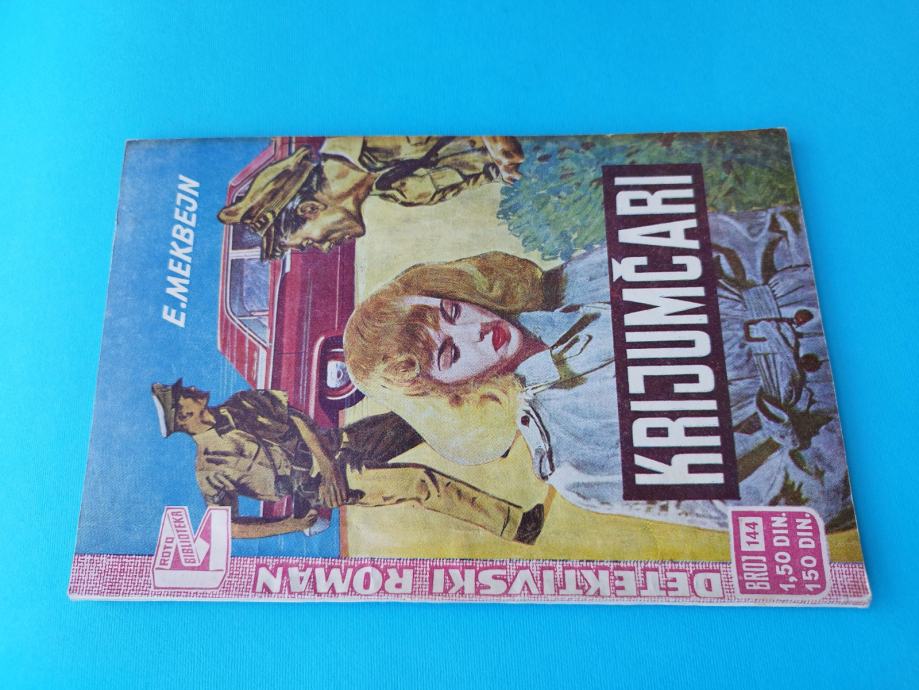 ROTO
BIBLIOTEKA
E.MEKBEJN
DETEKTIVSKI ROMAN
KRIJUMČARI
BROJ 144
1,50 DIN.
150 DIN.